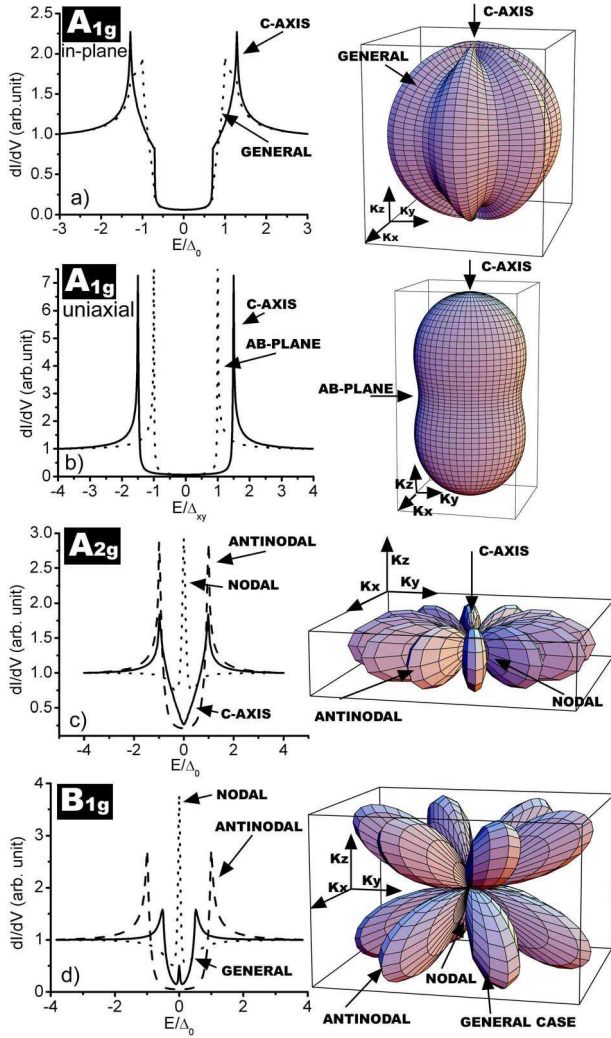 A1g
in-plane
C-AXIS
GENERAL
dI/dV (arb.unit)
2.5
2.0
1.5
1.0
0.5
0.0
a)
-3 -2 -1 0 1 2 3
E/Δ0
C-AXIS
GENERAL
Kz
Ky
Kx
A1g
uniaxial
C-AXIS
AB-PLANE
dI/dV (arb.unit)
7
6
5
4
3
2
1
0
b)
-4 -3 -2 -1 0 1 2 3 4
E/Δxy
C-AXIS
AB-PLANE
Kz
Ky
Kx
A2g
ANTINODAL
NODAL
C-AXIS
dI/dV (arb. unit)
3.0
2.5
2.0
1.5
1.0
0.5
c)
-4 -2 0 2 4
E/Δ0
C-AXIS
Kz
Kx Ky
NODAL
ANTINODAL
B1g
NODAL
ANTINODAL
GENERAL
dI/dV (arb. unit)
4
3
2
1
0
d)
-4 -2 0 2 4
E/Δ0
Kz
Kx Ky
NODAL
ANTINODAL
GENERAL CASE